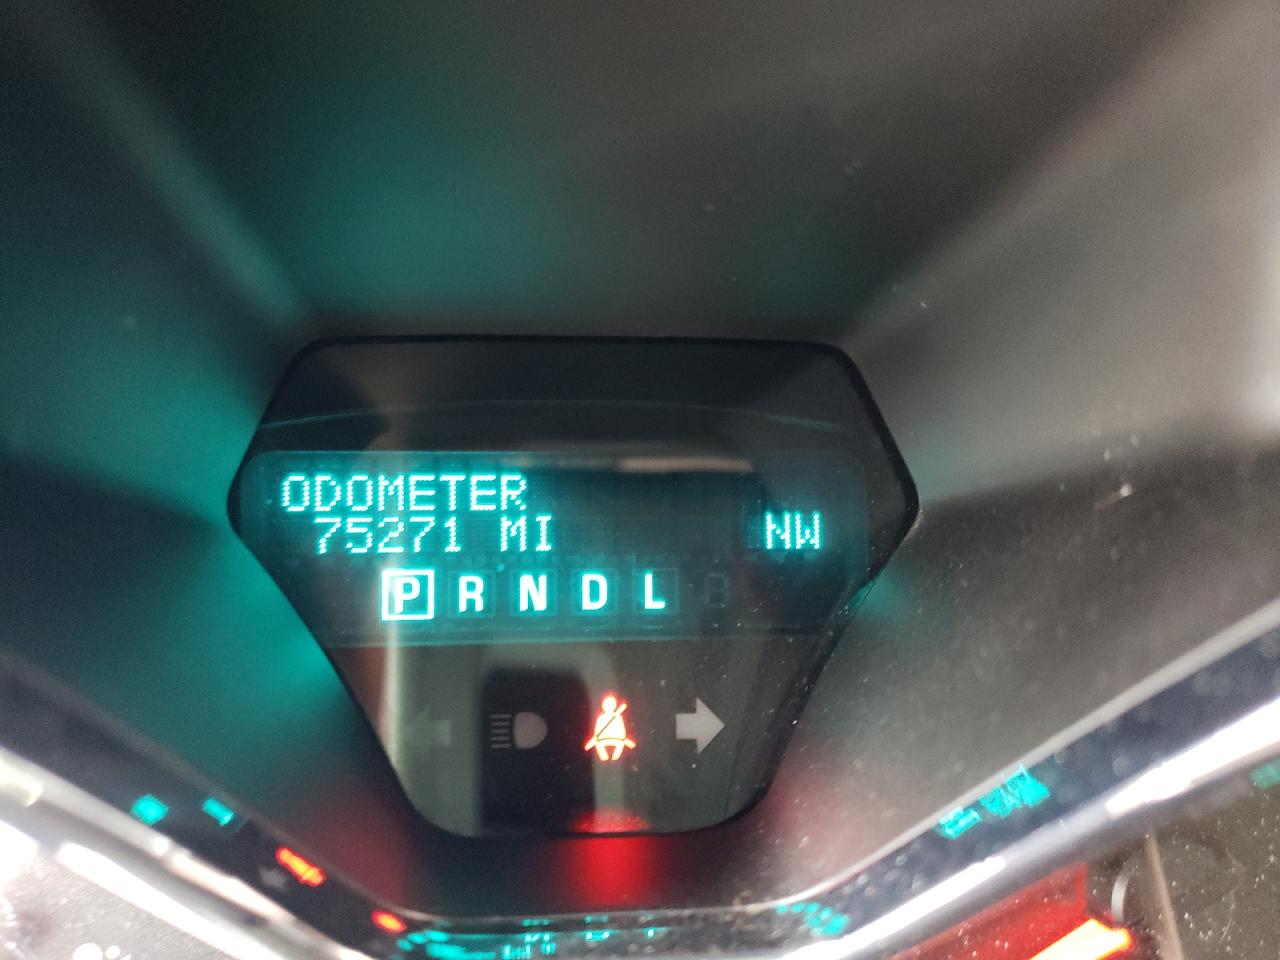 ODOMETER
75271 MI NW
P R N D L